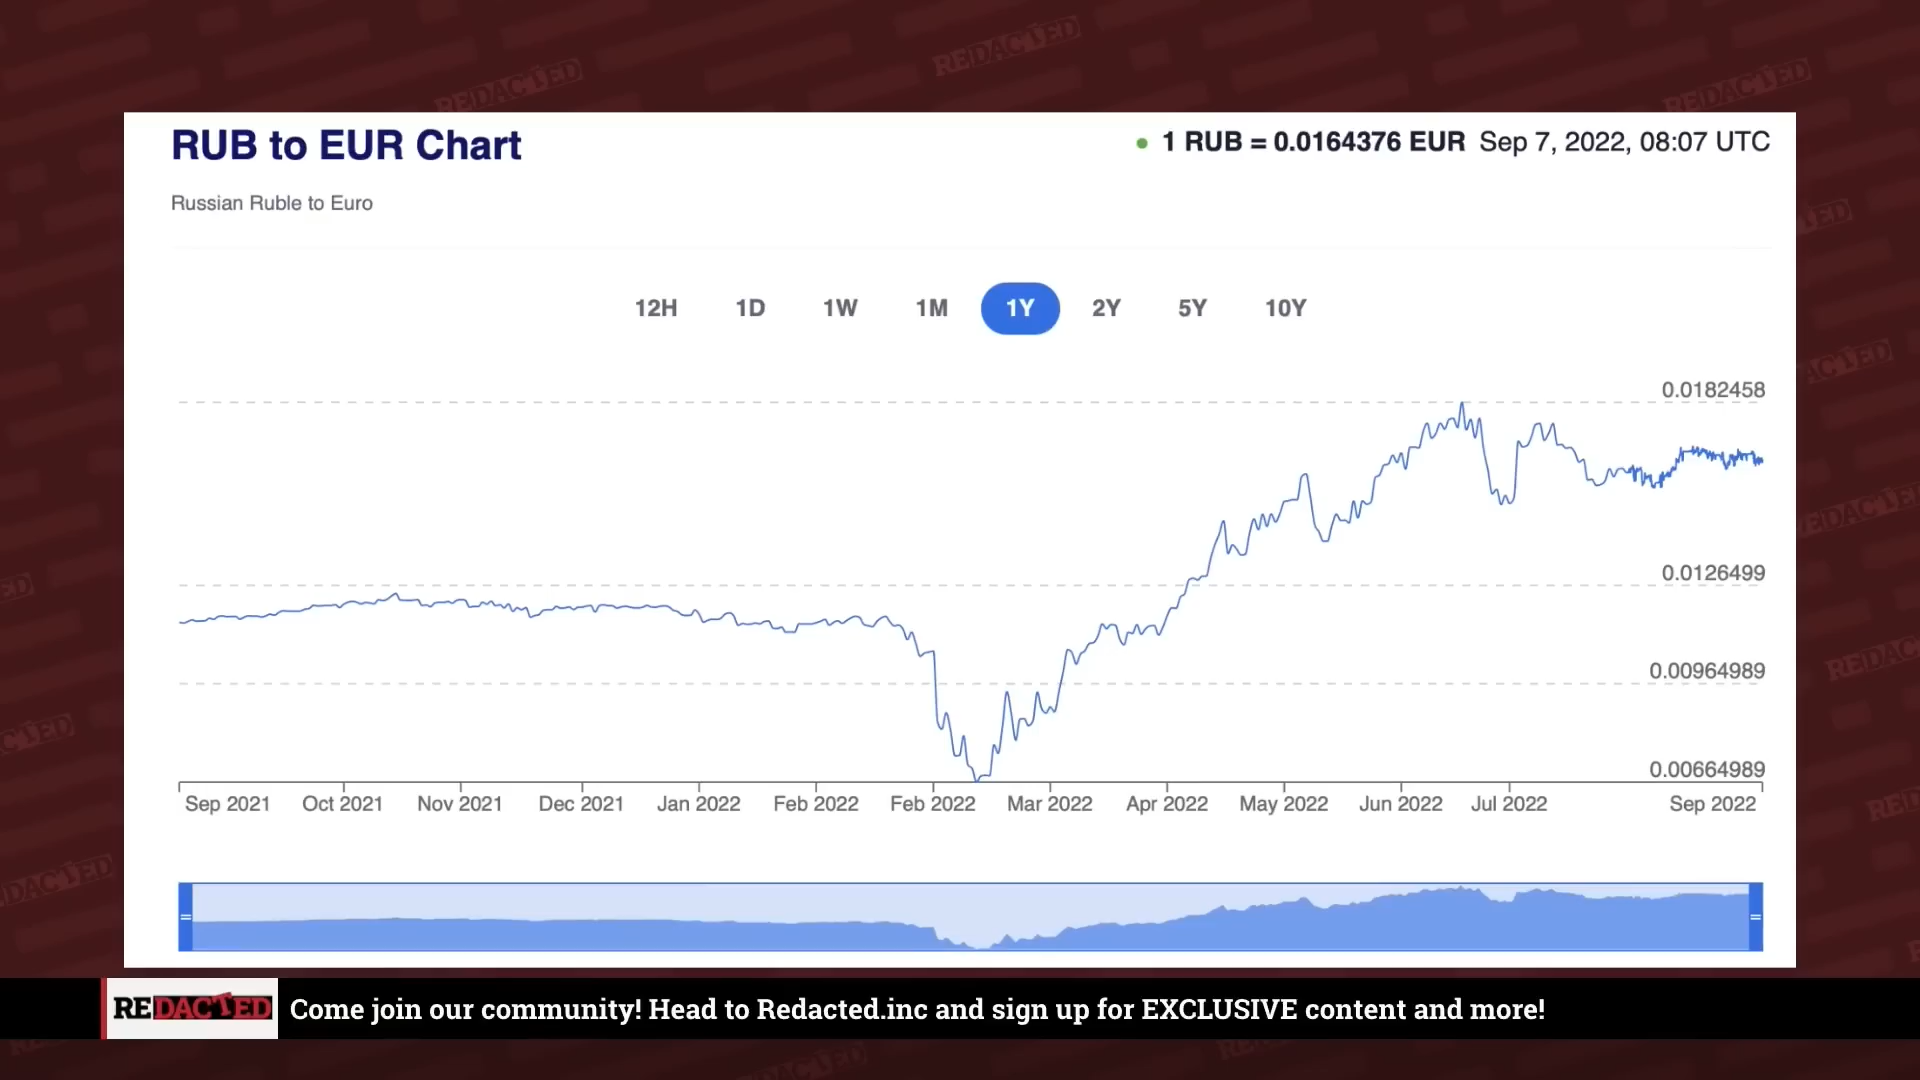 RUB to EUR Chart
1 RUB = 0.0164376 EUR Sep 7, 2022, 08:07 UTC
Russian Ruble to Euro
12H 1D 1W 1M 1Y 2Y 5Y 10Y
0.0182458
0.0126499
0.00964989
0.00664989
Sep 2021 Oct 2021 Nov 2021 Dec 2021 Jan 2022 Feb 2022 Feb 2022 Mar 2022 Apr 2022 May 2022 Jun 2022 Jul 2022 Sep 2022
REDACTED Come join our community! Head to Redacted.inc and sign up for EXCLUSIVE content and more!
REDACTED
REDACTED
REDACTED